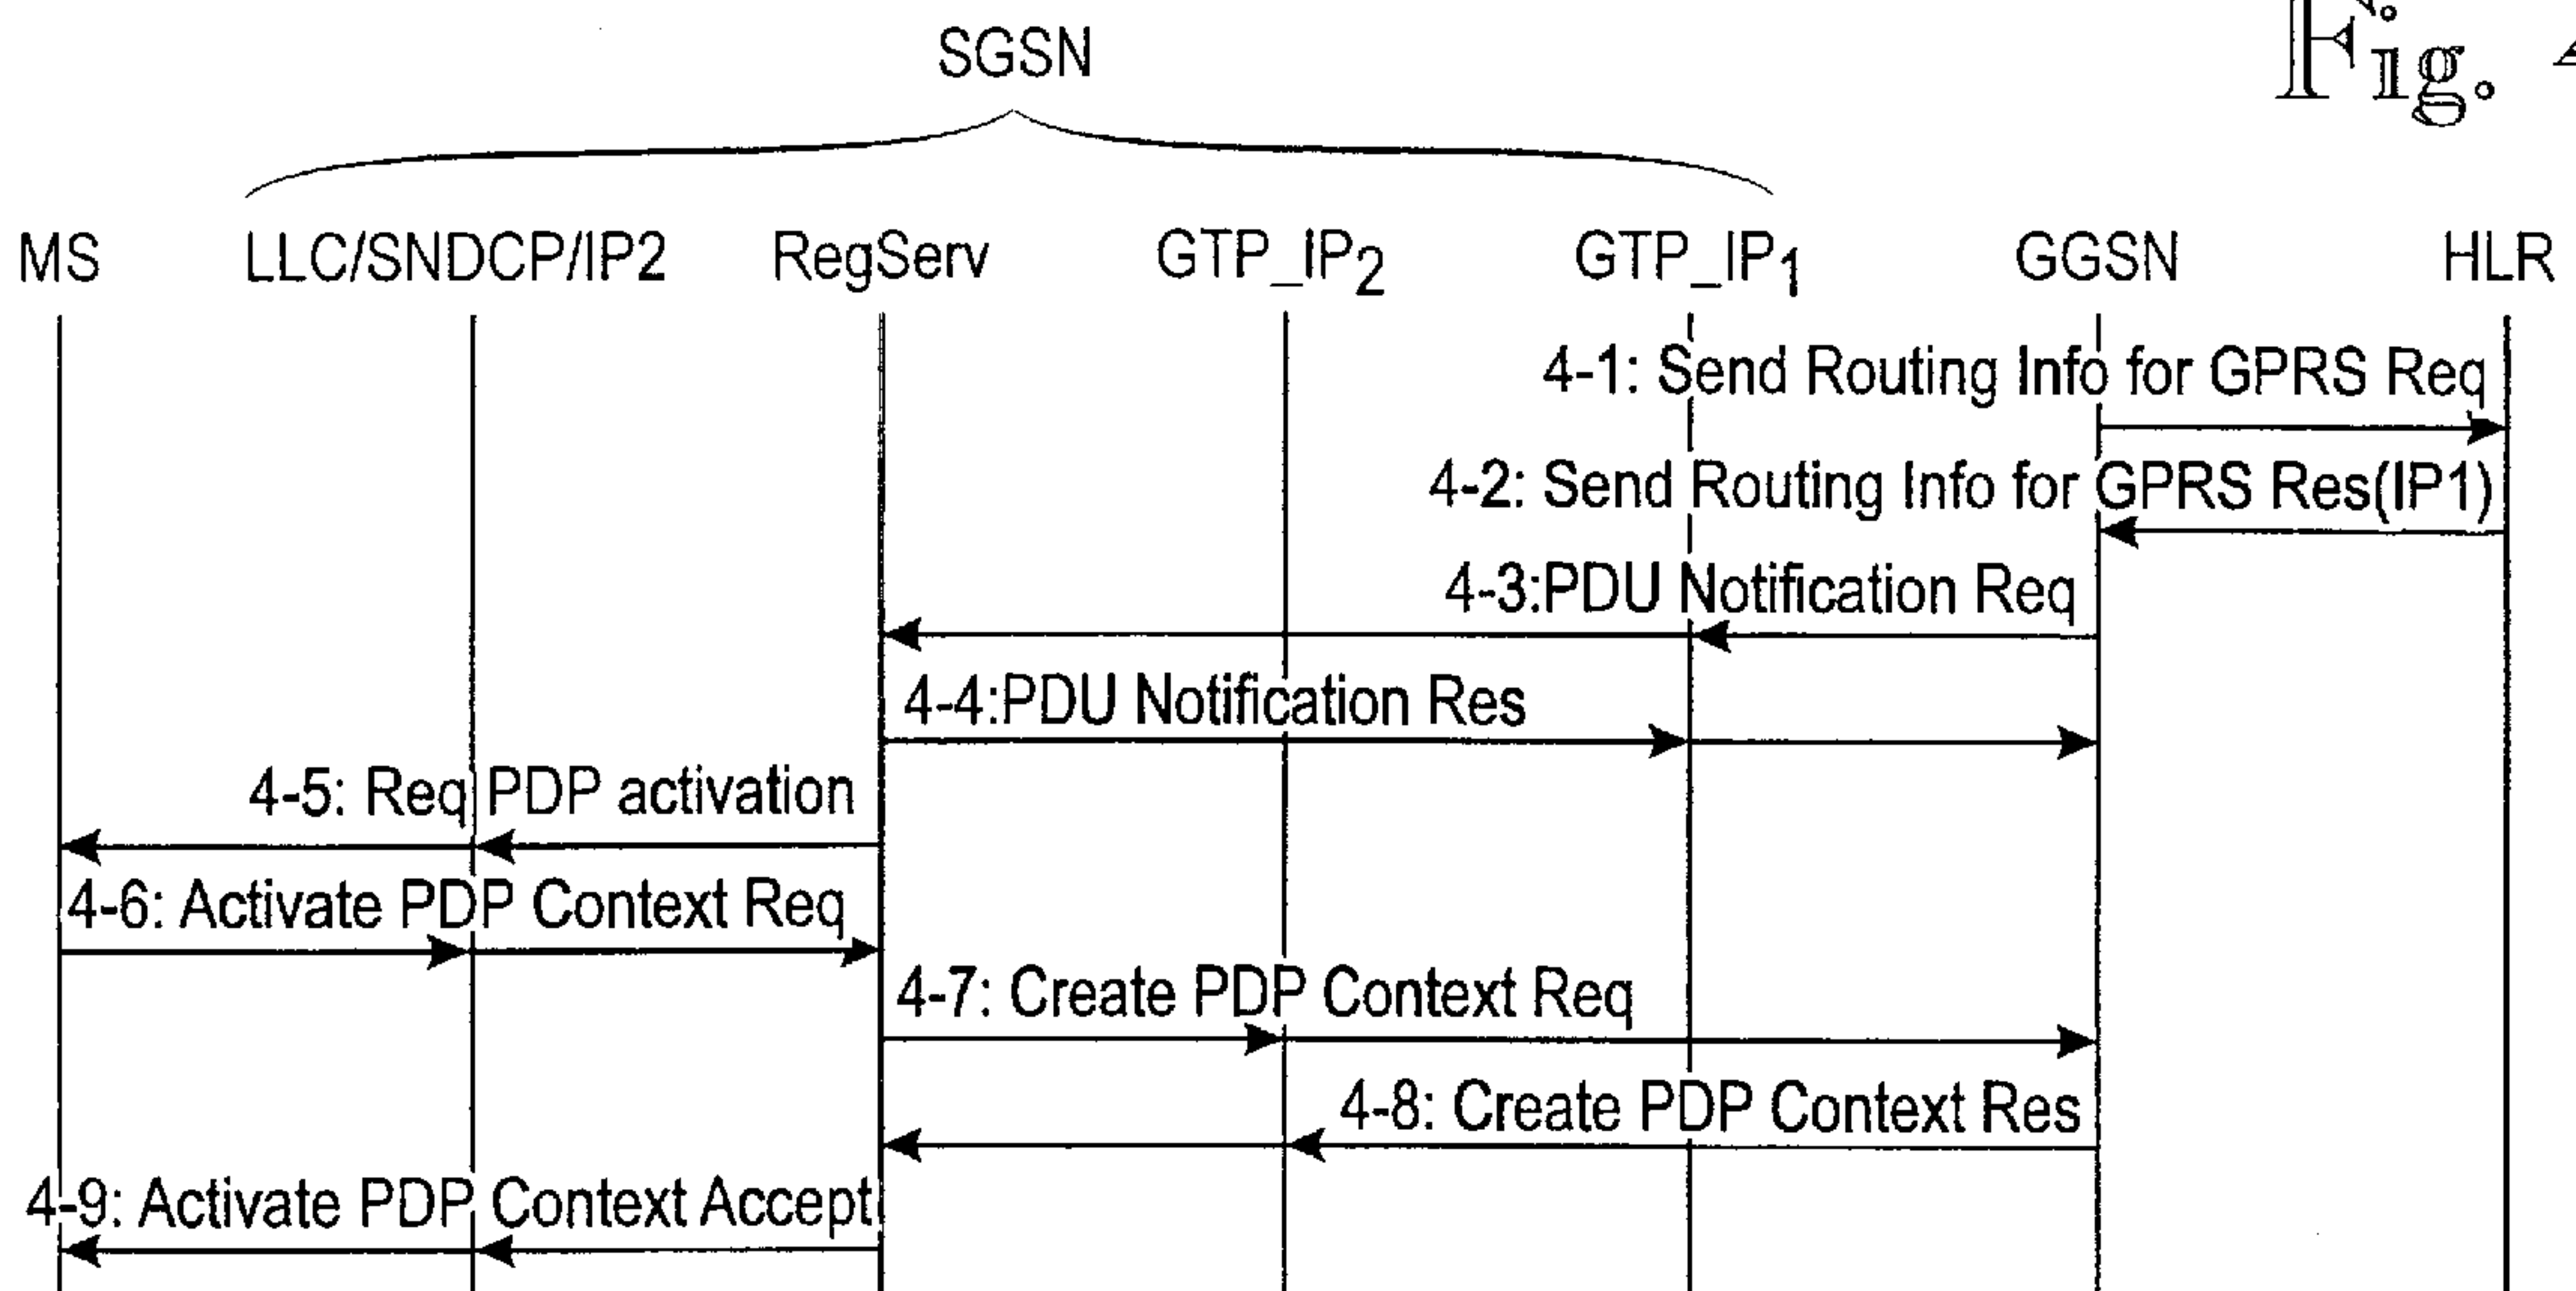 Fig.
SGSN
MS LLC/SNDCP/IP2 RegServ GTP_IP2 GTP_IP1 GGSN HLR
4-1: Send Routing Info for GPRS Req
4-2: Send Routing Info for GPRS Res(IP1)
4-3:PDU Notification Req
4-4:PDU Notification Res
4-5: Req PDP activation
4-6: Activate PDP Context Req
4-7: Create PDP Context Req
4-8: Create PDP Context Res
4-9: Activate PDP Context Accept